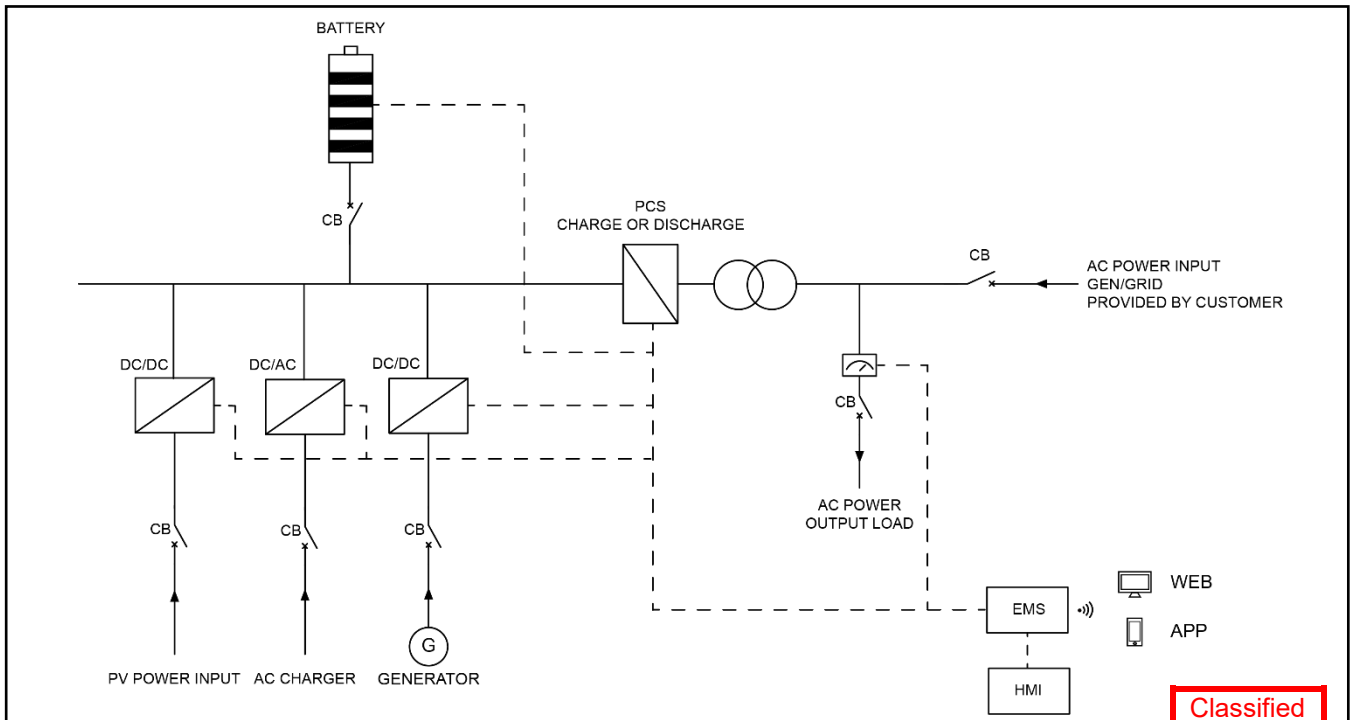 BATTERY
CB
PCS
CHARGE OR DISCHARGE
CB
AC POWER INPUT
GEN/GRID
PROVIDED BY CUSTOMER
DC/DC
DC/AC
DC/DC
CB
AC POWER
OUTPUT LOAD
CB
CB
CB
G
PV POWER INPUT
AC CHARGER
GENERATOR
EMS
WEB
APP
HMI
Classified